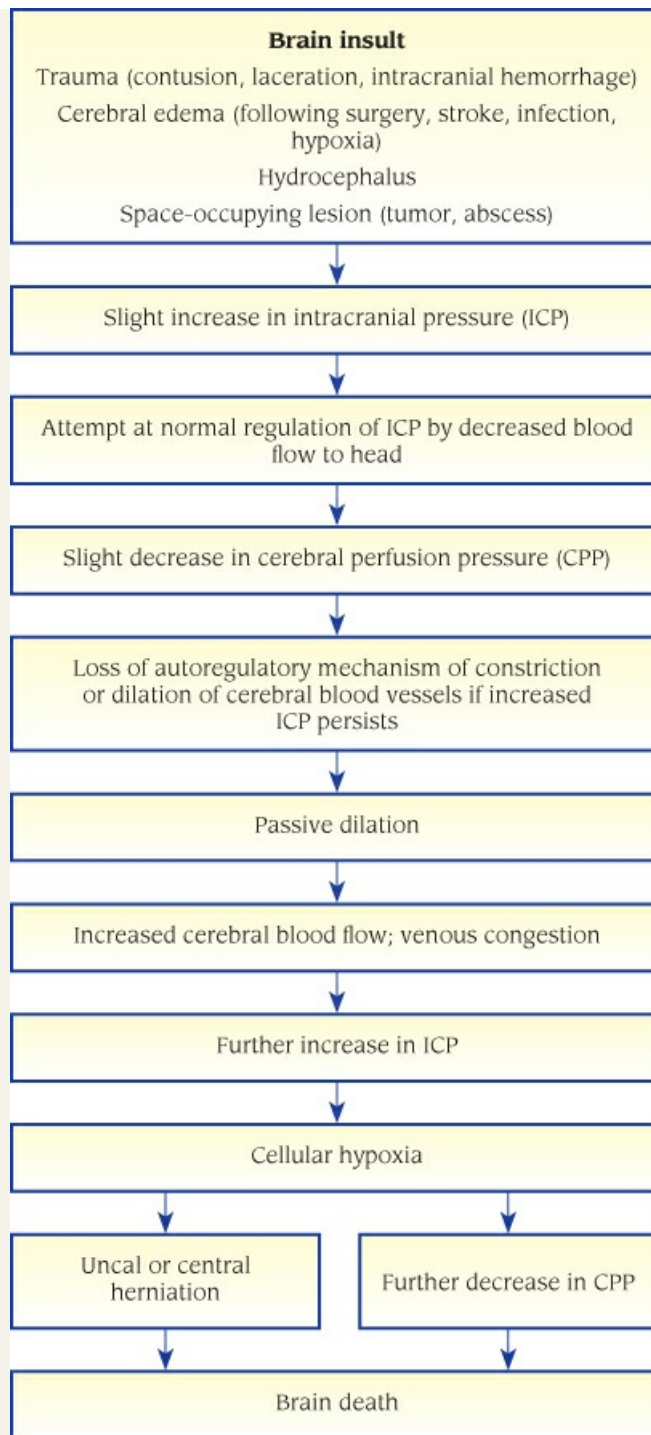 Brain insult
Trauma (contusion, laceration, intracranial hemorrhage)
Cerebral edema (following surgery, stroke, infection,
hypoxia)
Hydrocephalus
Space-occupying lesion (tumor, abscess)
Slight increase in intracranial pressure (ICP)
Attempt at normal regulation of ICP by decreased blood
flow to head
Slight decrease in cerebral perfusion pressure (CPP)
Loss of autoregulatory mechanism of constriction
or dilation of cerebral blood vessels if increased
ICP persists
Passive dilation
Increased cerebral blood flow; venous congestion
Further increase in ICP
Cellular hypoxia
Uncal or central
herniation
Further decrease in CPP
Brain death